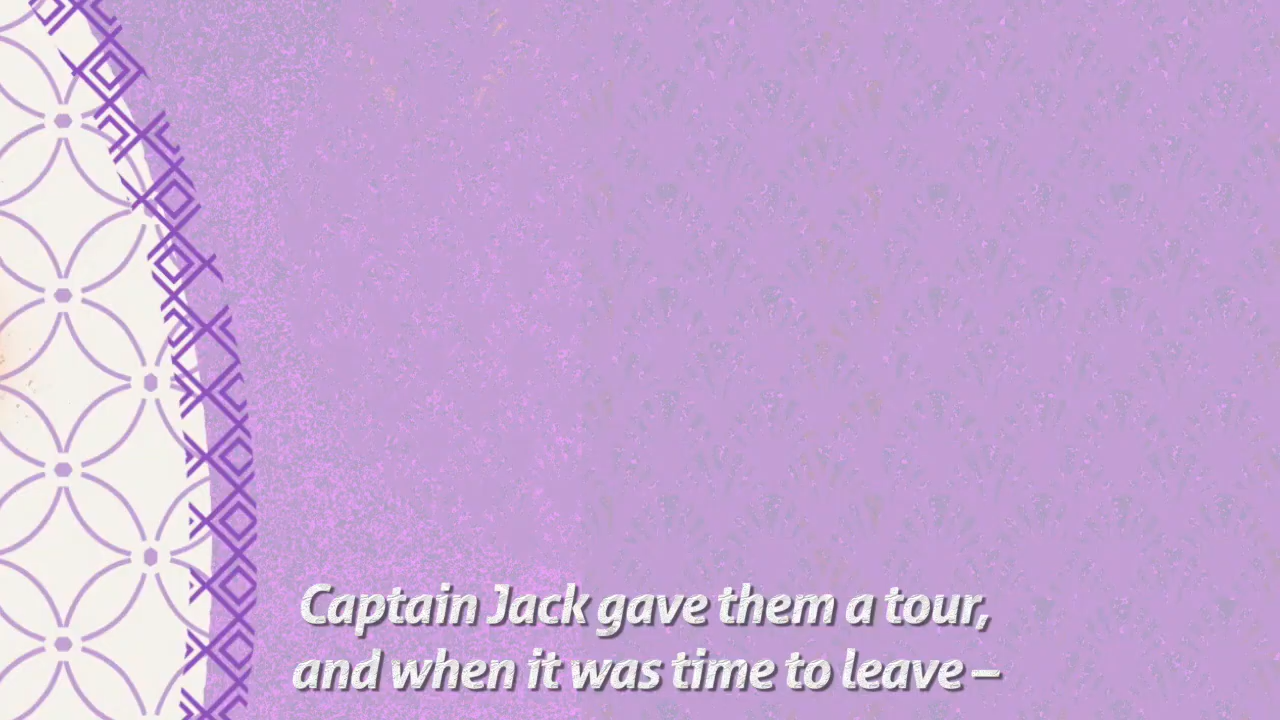 Captain Jack gave them a tour,
and when it was time to leave –